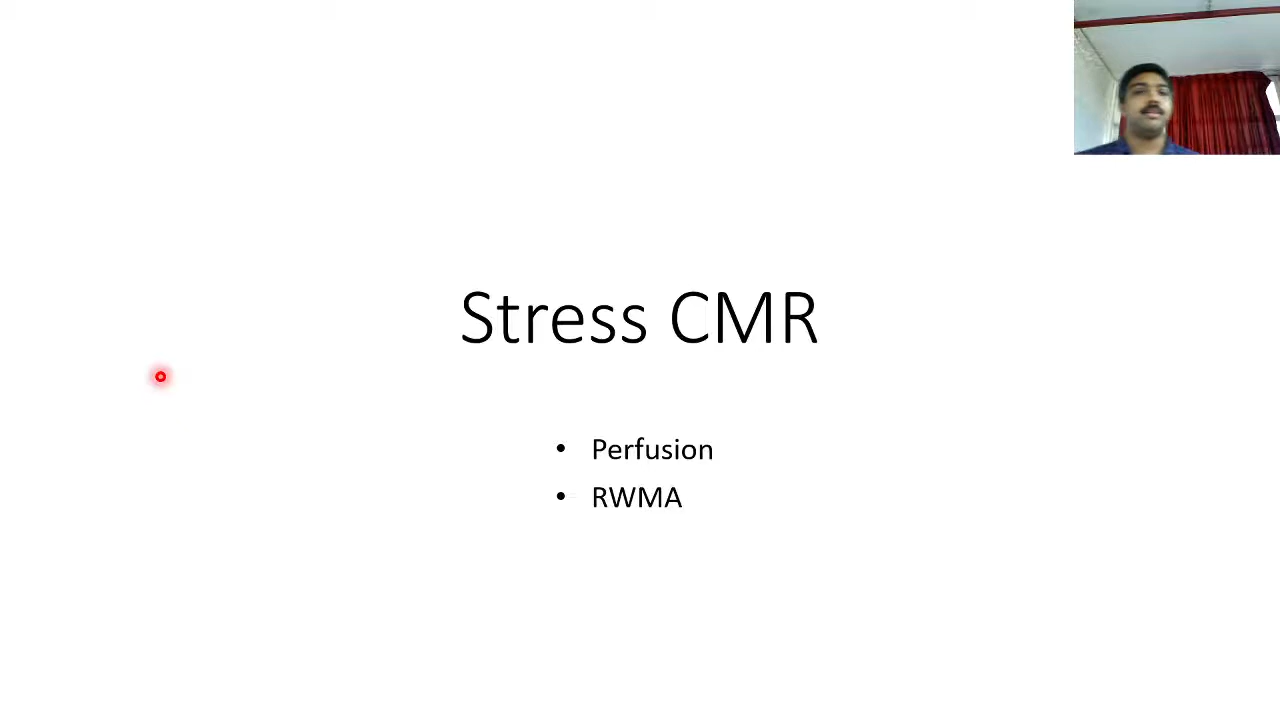 Stress CMR
• Perfusion
• RWMA